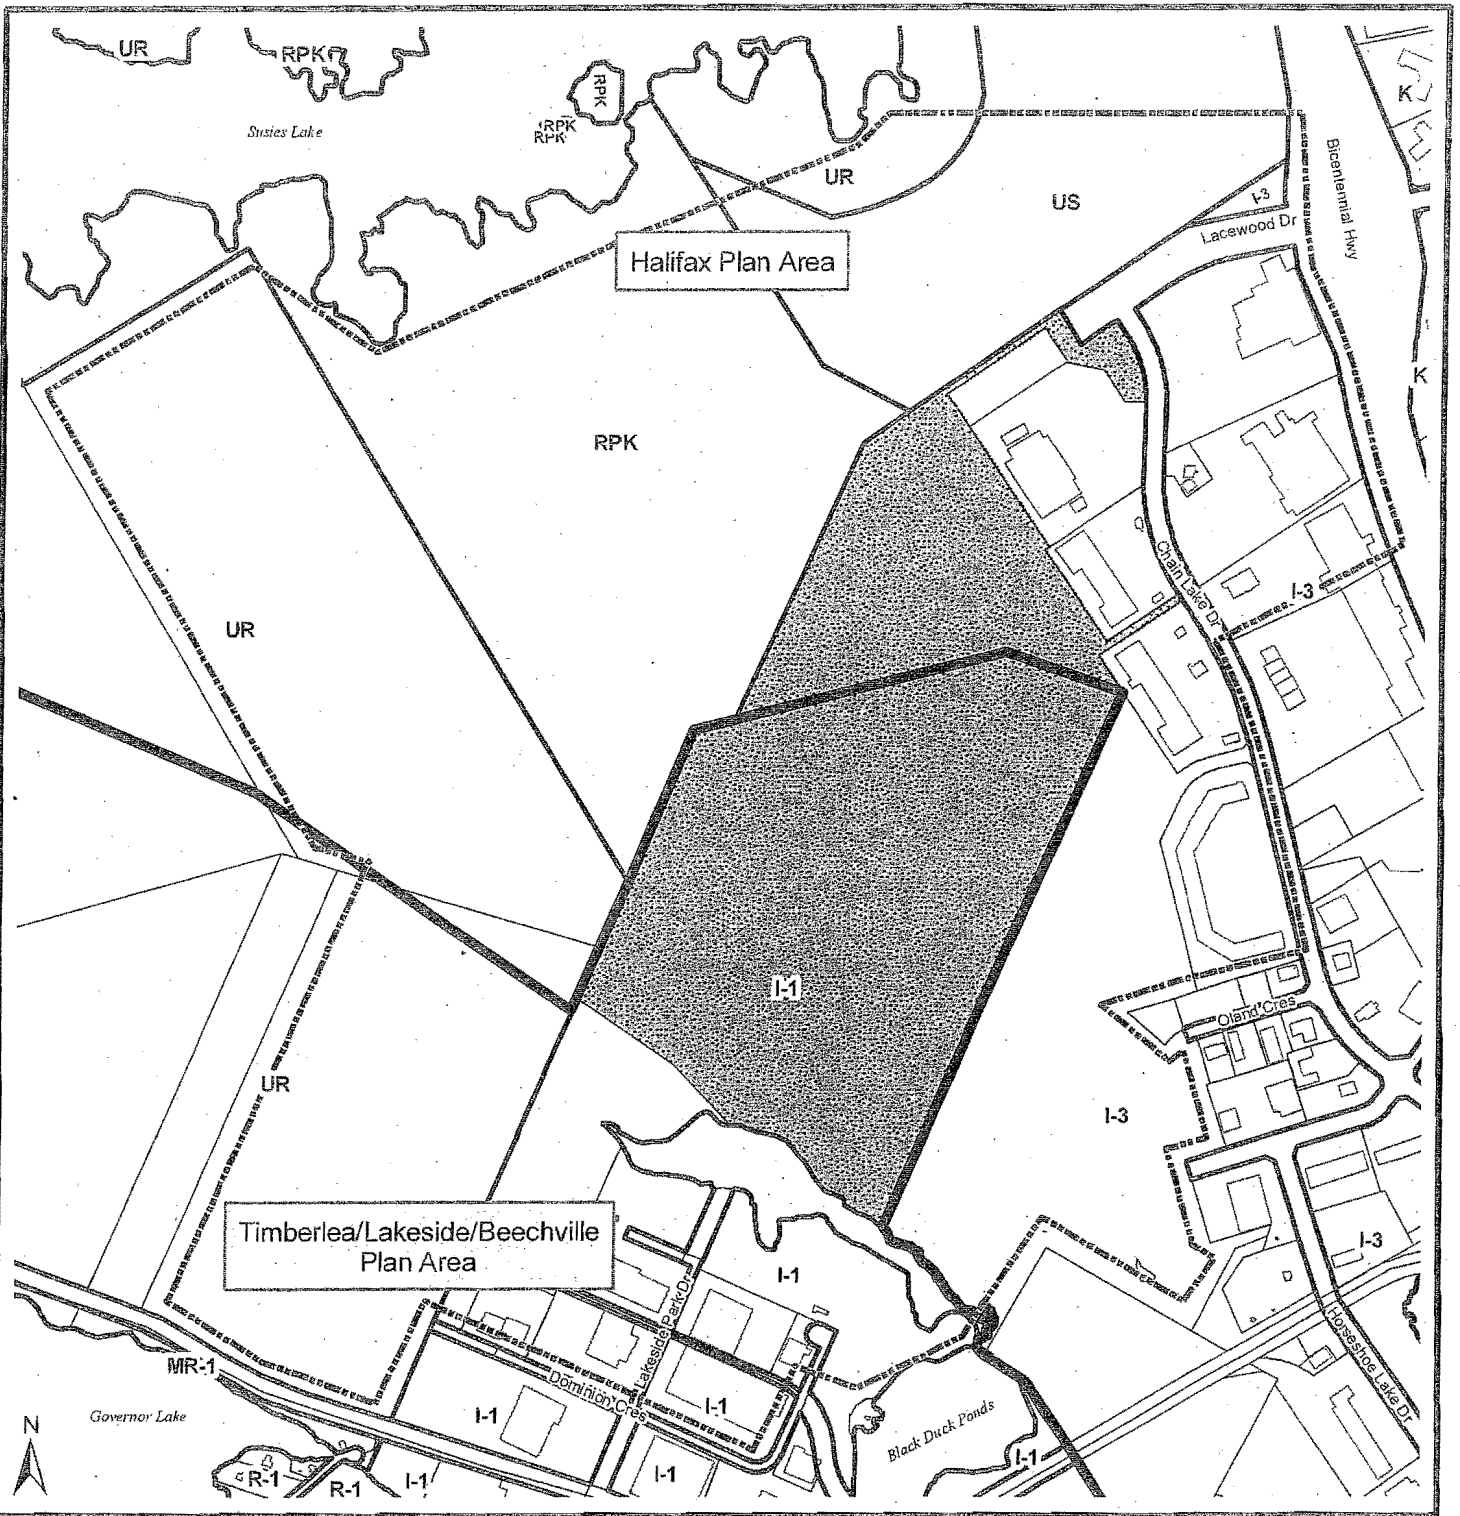 UR
RPK
RPK
K
Susies Lake
RPK
RPK
Bicentennial Hwy
UR
US
I-3
Lacewood Dr
Halifax Plan Area
K
RPK
Chain Lake Dr
I-3
UR
I-1
Oland Cres
UR
I-3
Timberlea/Lakeside/Beechville
Plan Area
I-3
I-1
Lakeside Park Dr
Horseshoe Lake Dr
MR-1
Dominion Cres
I-1
I-1
Governor Lake
Black Duck Ponds
N
R-1
R-1
I-1
I-1
I-1